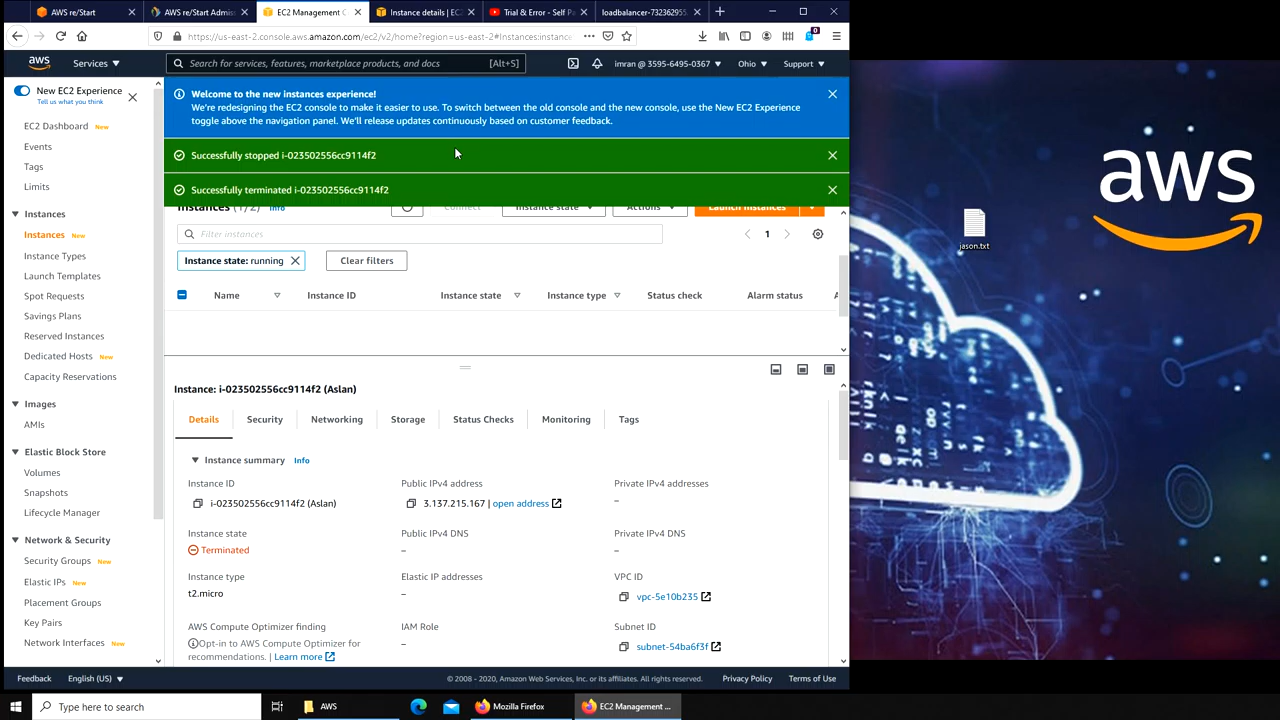 AWS re/Start
AWS re/Start Admis
EC2 Management C
Instance details | EC
Trial & Error - Self Pa
loadbalancer-732362955
https://us-east-2.console.aws.amazon.com/ec2/v2/home?region=us-east-2#Instances:instance
0
aws
Services
Search for services, features, marketplace products, and docs
[Alt+S]
imran @ 3595-6495-0367
Ohio
Support
New EC2 Experience
Tell us what you think
EC2 Dashboard New
Events
Tags
Limits
Instances
Instances New
Instance Types
Launch Templates
Spot Requests
Savings Plans
Reserved Instances
Dedicated Hosts New
Capacity Reservations
Images
AMIs
Elastic Block Store
Volumes
Snapshots
Lifecycle Manager
Network & Security
Security Groups New
Elastic IPs New
Placement Groups
Key Pairs
Network Interfaces New
Welcome to the new instances experience!
We're redesigning the EC2 console to make it easier to use. To switch between the old console and the new console, use the New EC2 Experience
toggle above the navigation panel. We'll release updates continuously based on customer feedback.
Successfully stopped i-023502556cc9114f2
Successfully terminated i-023502556cc9114f2
Instances (1/2) Info
Connect
Instance state
Actions
Launch instances
Filter instances
1
Instance state: running
Clear filters
Name
Instance ID
Instance state
Instance type
Status check
Alarm status
A
Instance: i-023502556cc9114f2 (Aslan)
Details
Security
Networking
Storage
Status Checks
Monitoring
Tags
Instance summary Info
Instance ID
i-023502556cc9114f2 (Aslan)
Public IPv4 address
3.137.215.167 | open address
Private IPv4 addresses
–
Instance state
Terminated
Public IPv4 DNS
–
Private IPv4 DNS
–
Instance type
t2.micro
Elastic IP addresses
–
VPC ID
vpc-5e10b235
AWS Compute Optimizer finding
Opt-in to AWS Compute Optimizer for
recommendations. | Learn more
IAM Role
–
Subnet ID
subnet-54ba6f3f
Feedback
English (US)
© 2008 - 2020, Amazon Web Services, Inc. or its affiliates. All rights reserved.
Privacy Policy
Terms of Use
aws
jason.txt
Type here to search
AWS
Mozilla Firefox
EC2 Management ...